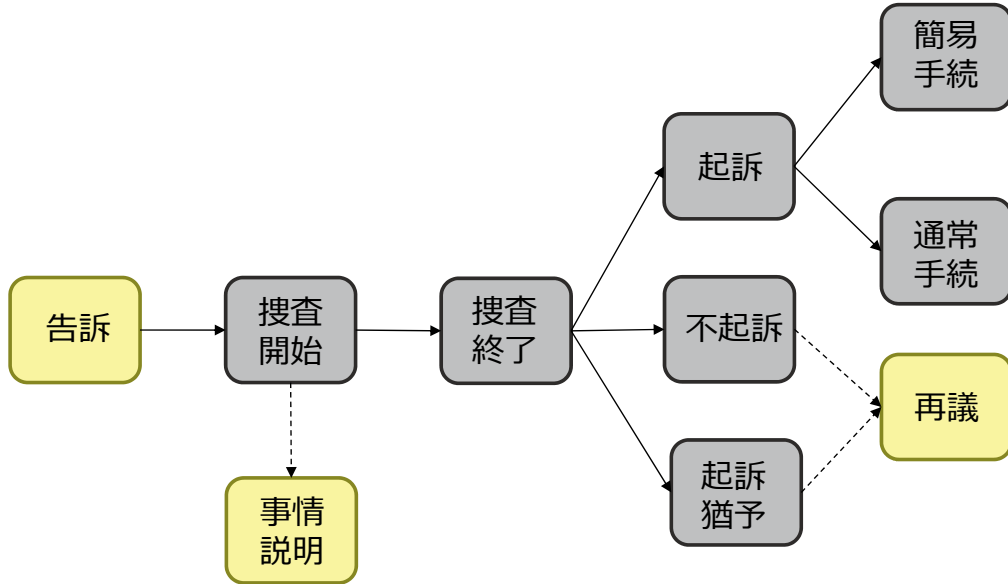 告訴
捜査
開始
事情
説明
捜査
終了
起訴
不起訴
起訴
猶予
簡易
手続
通常
手続
再議